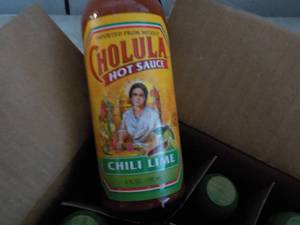 IMPORTED FROM MEXICO
CHOLULA
HOT SAUCE
CHILI LIME